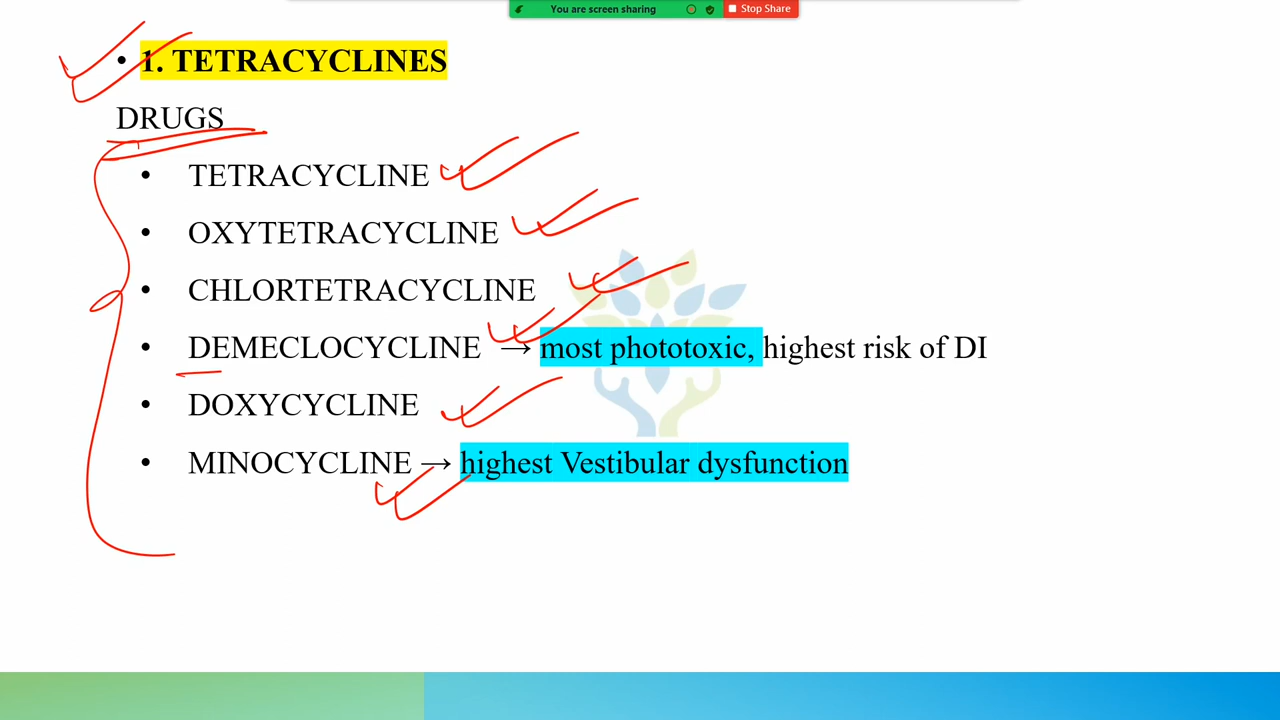 You are screen sharing Stop Share
• 1. TETRACYCLINES
DRUGS
• TETRACYCLINE
• OXYTETRACYCLINE
• CHLORTETRACYCLINE
• DEMECLOCYCLINE → most phototoxic, highest risk of DI
• DOXYCYCLINE
• MINOCYCLINE → highest Vestibular dysfunction